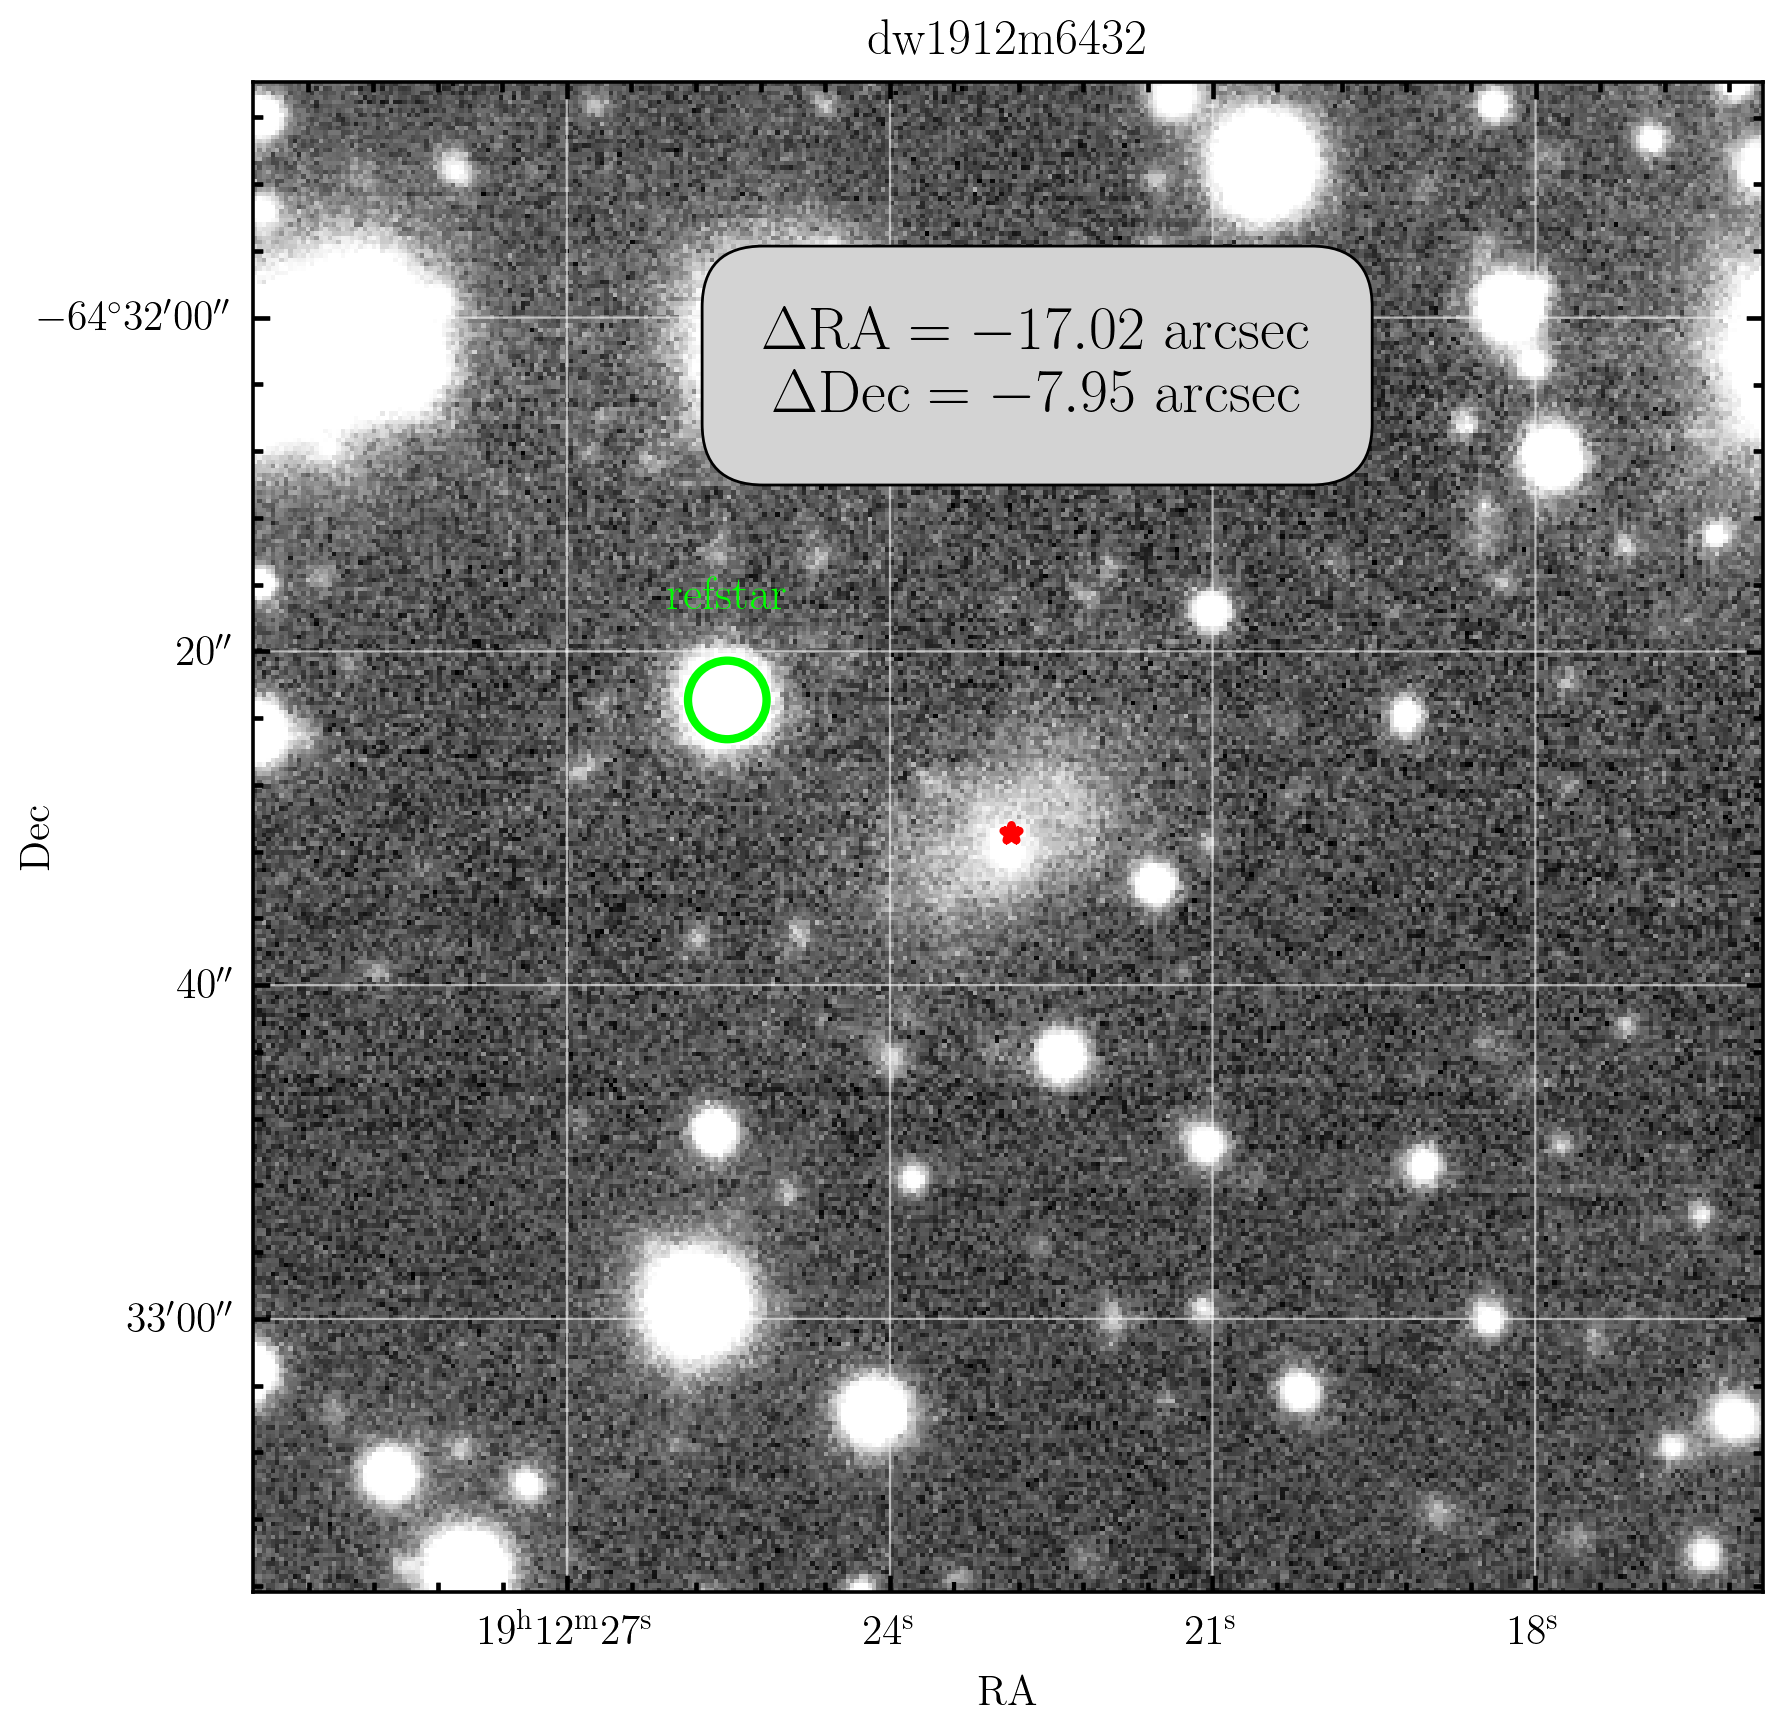 dw1912m6432
ΔRA = −17.02 arcsec
ΔDec = −7.95 arcsec
refstar
−64°32′00″
20″
40″
33′00″
Dec
19ʰ12ᵐ27ˢ
24ˢ
21ˢ
18ˢ
RA